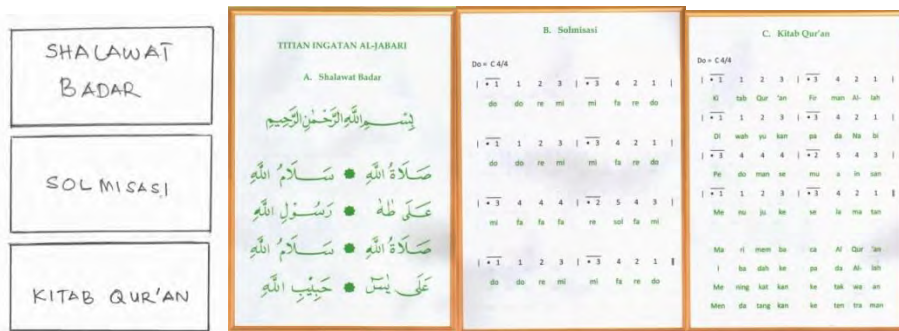 SHALAWAT
BADAR
SOLMISASI
KITAB QUR'AN
TITIAN INGATAN AL-JABARI
A. Shalawat Badar
بِسْمِ اللَّهِ الرَّحْمَٰنِ الرَّحِيمِ
صَلَاةُ اللَّهِ * سَلَامُ اللَّهِ
عَلَى طٰهٰ * رَسُوْلِ اللَّهِ
صَلَاةُ اللَّهِ * سَلَامُ اللَّهِ
عَلَى يٰسٓ * حَبِيْبِ اللَّهِ
B. Solmisasi
Do = C 4/4
| • 1 1 2 3 | • 3 4 2 1 |
do do re mi mi fa re do
| • 1 1 2 3 | • 3 4 2 1 |
do do re mi mi fa re do
| • 3 4 4 4 | • 2 5 4 3 |
mi fa fa fa re sol fa mi
| • 1 1 2 3 | • 3 4 2 1 ‖
do do re mi mi fa re do
C. Kitab Qur'an
Do = C 4/4
| • 1 1 2 3 | • 3 4 2 1 |
Ki tab Qur 'an Fir man Al- lah
| • 1 1 2 3 | • 3 4 2 1 |
Di wah yu kan pa da Na bi
| • 3 4 4 4 | • 2 5 4 3 |
Pe do man se mu a in san
| • 1 1 2 3 | • 3 4 2 1 ‖
Me nu ju ke se la ma tan
Ma ri mem ba ca Al Qur 'an
I ba dah ke pa da Al- lah
Me ning kat kan ke tak wa an
Men da tang kan ke ten tra man